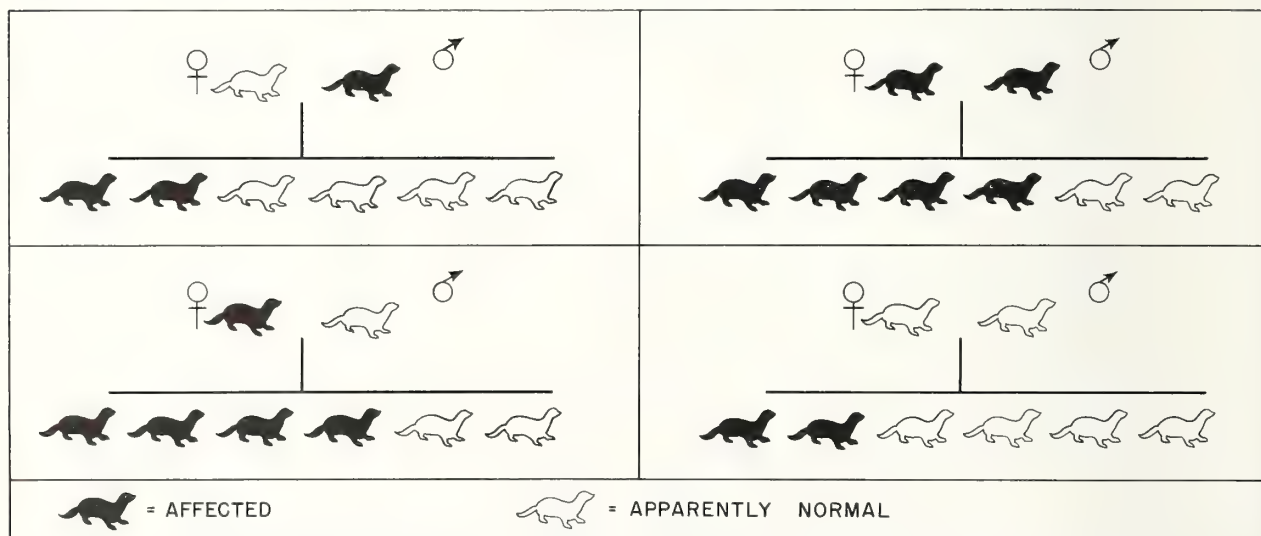 = AFFECTED = APPARENTLY NORMAL